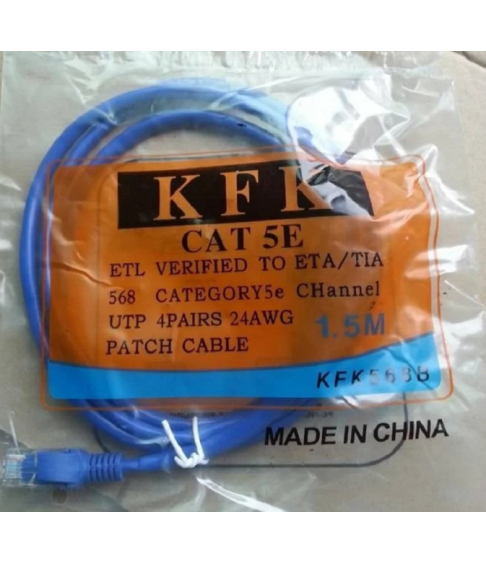 KFK
CAT 5E
ETL VERIFIED TO ETA/TIA
568 CATEGORY5e CHannel
UTP 4PAIRS 24AWG
1.5M
PATCH CABLE
KFK568B
MADE IN CHINA